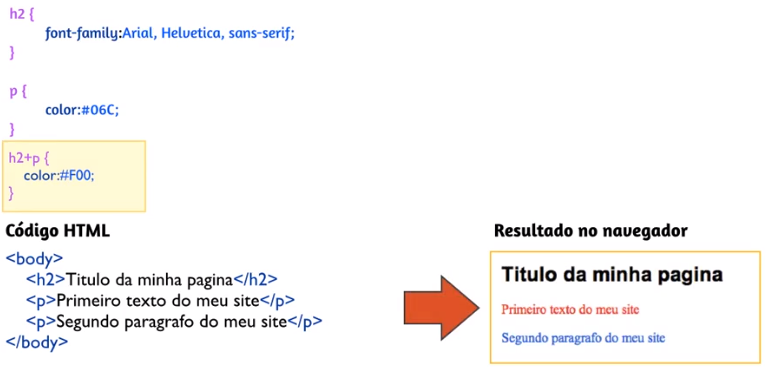 h2 {
font-family:Arial, Helvetica, sans-serif;
}
p {
color:#06C;
}
h2+p {
color:#F00;
}
Código HTML
<body>
<h2>Titulo da minha pagina</h2>
<p>Primeiro texto do meu site</p>
<p>Segundo paragrafo do meu site</p>
</body>
Resultado no navegador
Titulo da minha pagina
Primeiro texto do meu site
Segundo paragrafo do meu site